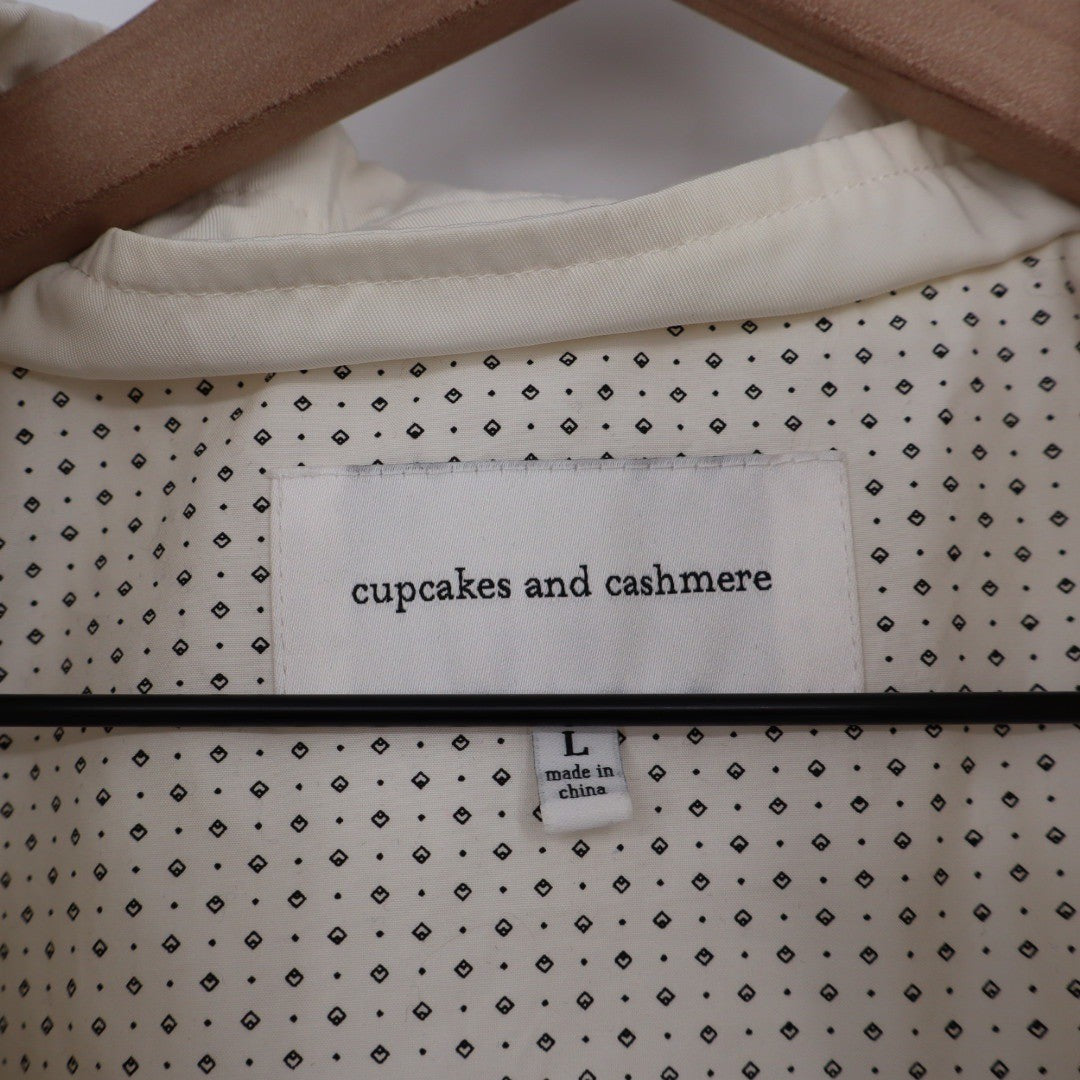 cupcakes and cashmere
L
made in
china